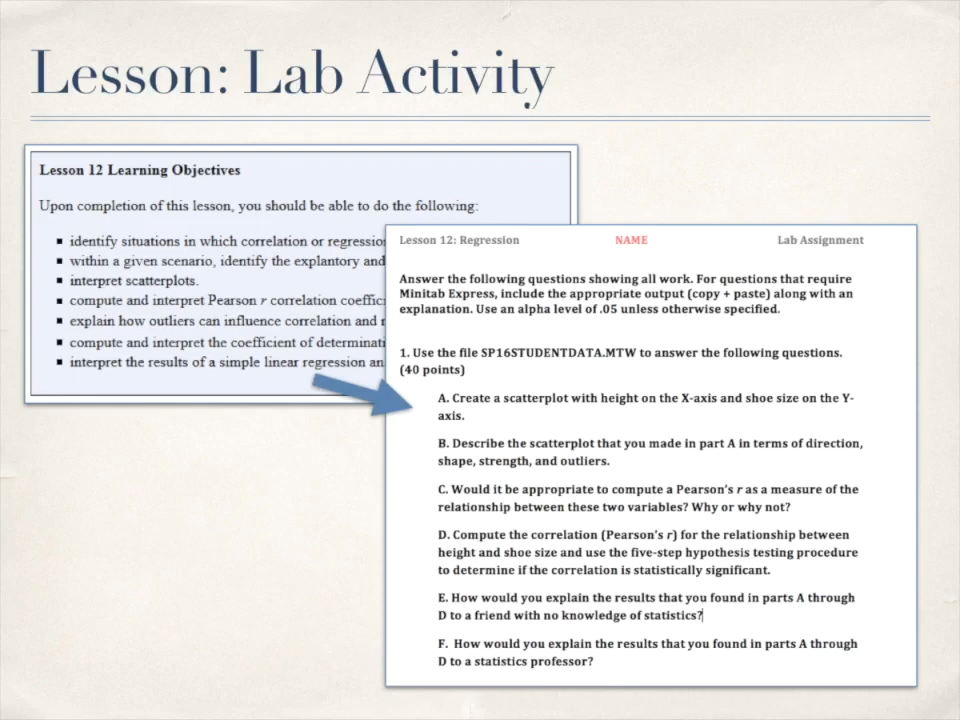 Lesson: Lab Activity
Lesson 12 Learning Objectives
Upon completion of this lesson, you should be able to do the following:
▪ identify situations in which correlation or regression
▪ within a given scenario, identify the explantory and
▪ interpret scatterplots.
▪ compute and interpret Pearson r correlation coeffic
▪ explain how outliers can influence correlation and
▪ compute and interpret the coefficient of determinati
▪ interpret the results of a simple linear regression an
Lesson 12: Regression NAME Lab Assignment
Answer the following questions showing all work. For questions that require
Minitab Express, include the appropriate output (copy + paste) along with an
explanation. Use an alpha level of .05 unless otherwise specified.
1. Use the file SP16STUDENTDATA.MTW to answer the following questions.
(40 points)
A. Create a scatterplot with height on the X-axis and shoe size on the Y-
axis.
B. Describe the scatterplot that you made in part A in terms of direction,
shape, strength, and outliers.
C. Would it be appropriate to compute a Pearson's r as a measure of the
relationship between these two variables? Why or why not?
D. Compute the correlation (Pearson's r) for the relationship between
height and shoe size and use the five-step hypothesis testing procedure
to determine if the correlation is statistically significant.
E. How would you explain the results that you found in parts A through
D to a friend with no knowledge of statistics?
F. How would you explain the results that you found in parts A through
D to a statistics professor?